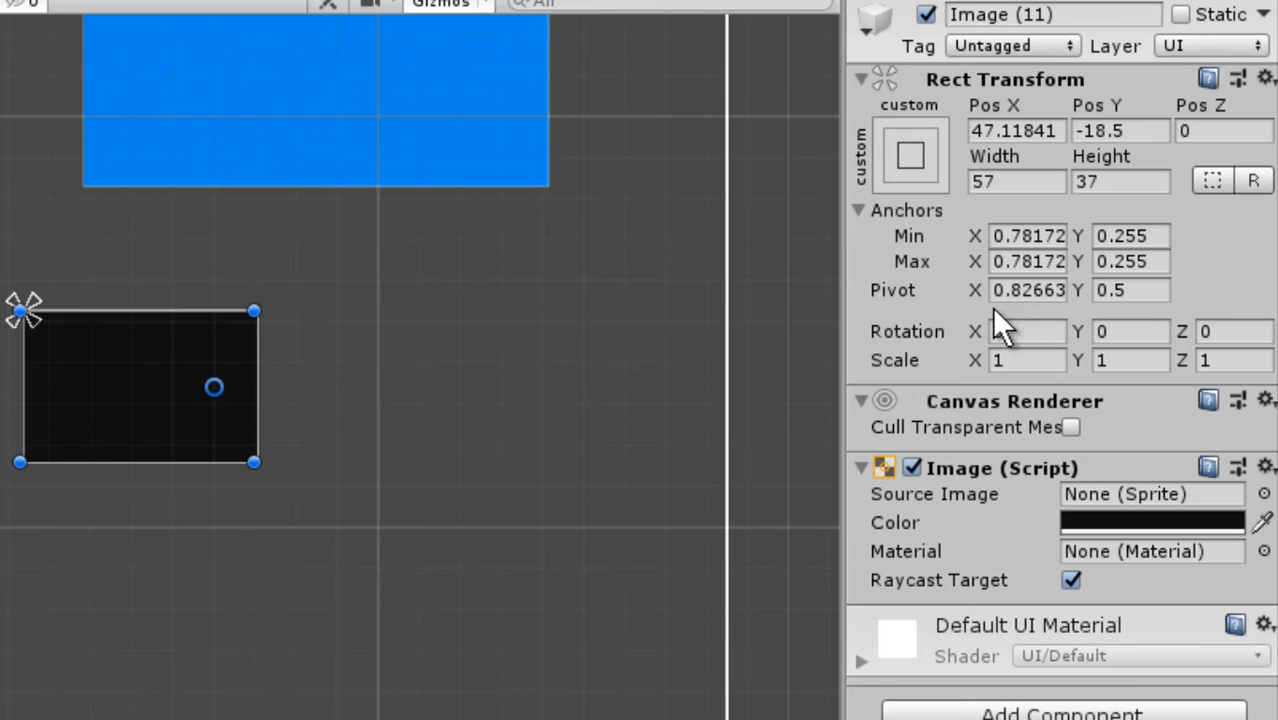 0 Gizmos All
Image (11) Static
Tag Untagged Layer UI
Rect Transform
custom Pos X Pos Y Pos Z
custom
47.11841 -18.5 0
Width Height
57 37 R
Anchors
Min X 0.78172 Y 0.255
Max X 0.78172 Y 0.255
Pivot X 0.82663 Y 0.5
Rotation X Y 0 Z 0
Scale X 1 Y 1 Z 1
Canvas Renderer
Cull Transparent Mes
Image (Script)
Source Image None (Sprite)
Color
Material None (Material)
Raycast Target
Default UI Material
Shader UI/Default
Add Component